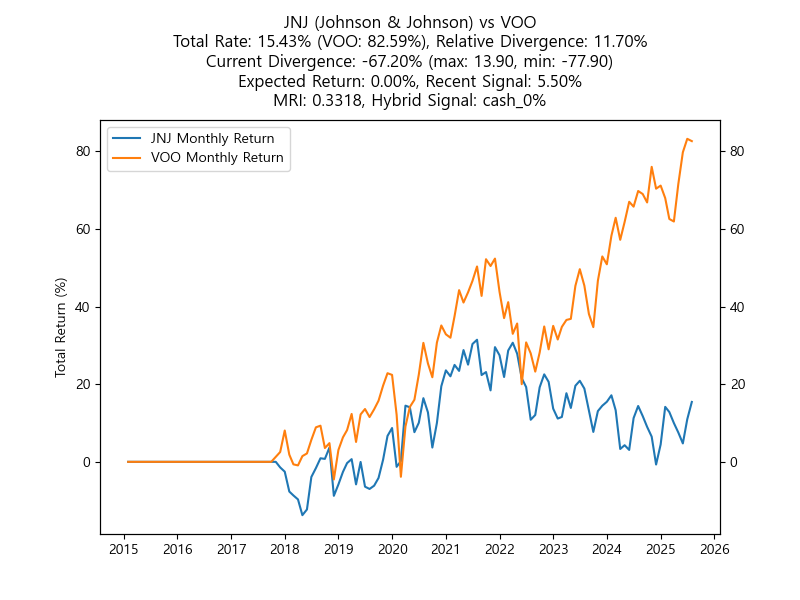 JNJ (Johnson & Johnson) vs VOO
Total Rate: 15.43% (VOO: 82.59%), Relative Divergence: 11.70%
Current Divergence: -67.20% (max: 13.90, min: -77.90)
Expected Return: 0.00%, Recent Signal: 5.50%
MRI: 0.3318, Hybrid Signal: cash_0%
JNJ Monthly Return
VOO Monthly Return
Total Return (%)
80
60
40
20
0
80
60
40
20
0
2015 2016 2017 2018 2019 2020 2021 2022 2023 2024 2025 2026